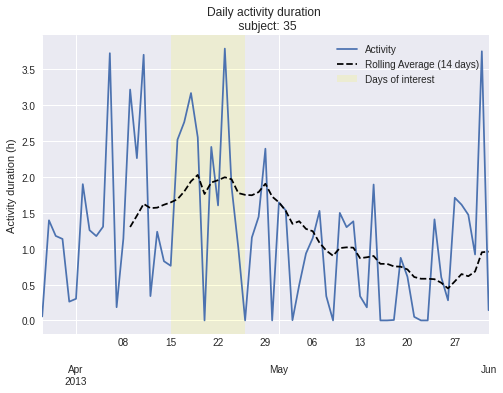 Daily activity duration
subject: 35
Activity
Rolling Average (14 days)
Days of interest
Activity duration (h)
3.5
3.0
2.5
2.0
1.5
1.0
0.5
0.0
08 15 22 29 06 13 20 27
Apr May Jun
2013